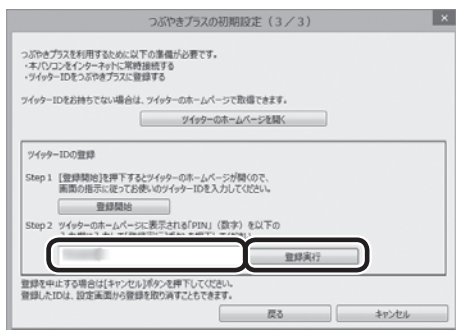 つぶやきプラスの初期設定（3／3）
つぶやきプラスを利用するために以下の準備が必要です。
・本パソコンをインターネットに常時接続する
・ツイッターIDをつぶやきプラスに登録する
ツイッターIDをお持ちでない場合は、ツイッターのホームページで取得できます。
ツイッターのホームページを開く
ツイッターIDの登録
Step 1 [登録開始]を押下するとツイッターのホームページが開くので、
画面の指示に従ってお使いのツイッターIDを入力してください。
登録開始
Step 2 ツイッターのホームページに表示される「PIN」（数字）を以下の
登録実行
登録を中止する場合は[キャンセル]ボタンを押下してください。
登録したIDは、設定画面から登録を取り消すこともできます。
戻る
キャンセル